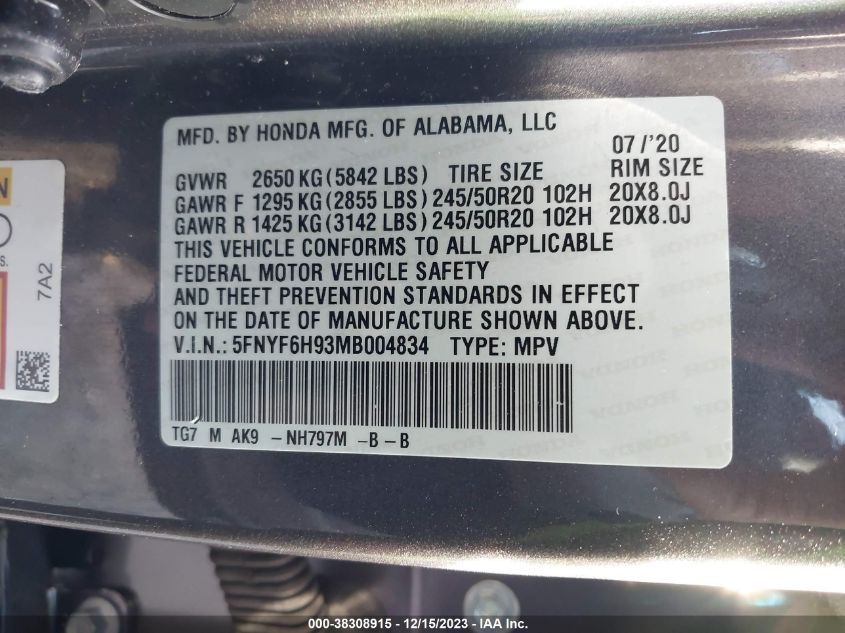 MFD. BY HONDA MFG. OF ALABAMA, LLC 07/'20
GVWR 2650 KG (5842 LBS) TIRE SIZE RIM SIZE
GAWR F 1295 KG (2855 LBS) 245/50R20 102H 20X8.0J
GAWR R 1425 KG (3142 LBS) 245/50R20 102H 20X8.0J
THIS VEHICLE CONFORMS TO ALL APPLICABLE
FEDERAL MOTOR VEHICLE SAFETY
AND THEFT PREVENTION STANDARDS IN EFFECT
ON THE DATE OF MANUFACTURE SHOWN ABOVE.
V.I.N.: 5FNYF6H93MB004834 TYPE: MPV
TG7 M AK9 -NH797M -B-B
7A2
000-38308915 - 12/15/2023 - IAA Inc.